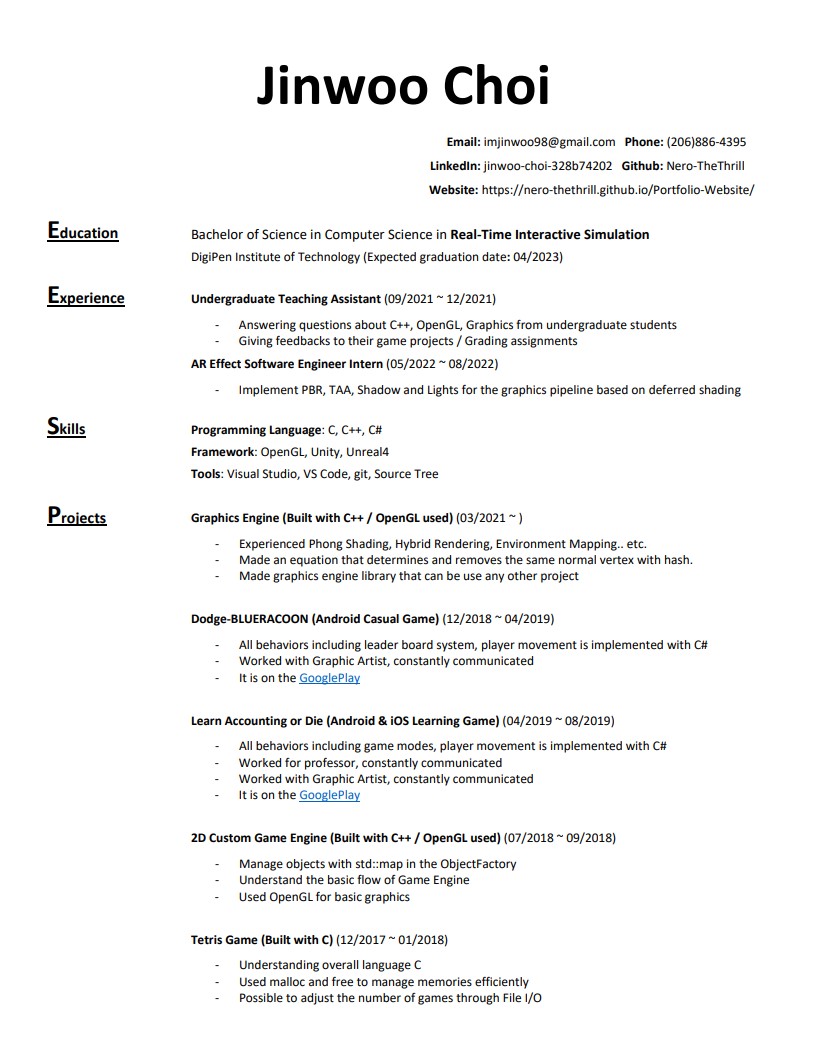 Jinwoo Choi
Email: imjinwoo98@gmail.com Phone: (206)886-4395
LinkedIn: jinwoo-choi-328b74202 Github: Nero-TheThrill
Website: https://nero-thethrill.github.io/Portfolio-Website/
Education
Bachelor of Science in Computer Science in Real-Time Interactive Simulation
DigiPen Institute of Technology (Expected graduation date: 04/2023)
Experience
Undergraduate Teaching Assistant (09/2021 ~ 12/2021)
- Answering questions about C++, OpenGL, Graphics from undergraduate students
- Giving feedbacks to their game projects / Grading assignments
AR Effect Software Engineer Intern (05/2022 ~ 08/2022)
- Implement PBR, TAA, Shadow and Lights for the graphics pipeline based on deferred shading
Skills
Programming Language: C, C++, C#
Framework: OpenGL, Unity, Unreal4
Tools: Visual Studio, VS Code, git, Source Tree
Projects
Graphics Engine (Built with C++ / OpenGL used) (03/2021 ~ )
- Experienced Phong Shading, Hybrid Rendering, Environment Mapping.. etc.
- Made an equation that determines and removes the same normal vertex with hash.
- Made graphics engine library that can be use any other project
Dodge-BLUERACOON (Android Casual Game) (12/2018 ~ 04/2019)
- All behaviors including leader board system, player movement is implemented with C#
- Worked with Graphic Artist, constantly communicated
- It is on the GooglePlay
Learn Accounting or Die (Android & iOS Learning Game) (04/2019 ~ 08/2019)
- All behaviors including game modes, player movement is implemented with C#
- Worked for professor, constantly communicated
- Worked with Graphic Artist, constantly communicated
- It is on the GooglePlay
2D Custom Game Engine (Built with C++ / OpenGL used) (07/2018 ~ 09/2018)
- Manage objects with std::map in the ObjectFactory
- Understand the basic flow of Game Engine
- Used OpenGL for basic graphics
Tetris Game (Built with C) (12/2017 ~ 01/2018)
- Understanding overall language C
- Used malloc and free to manage memories efficiently
- Possible to adjust the number of games through File I/O